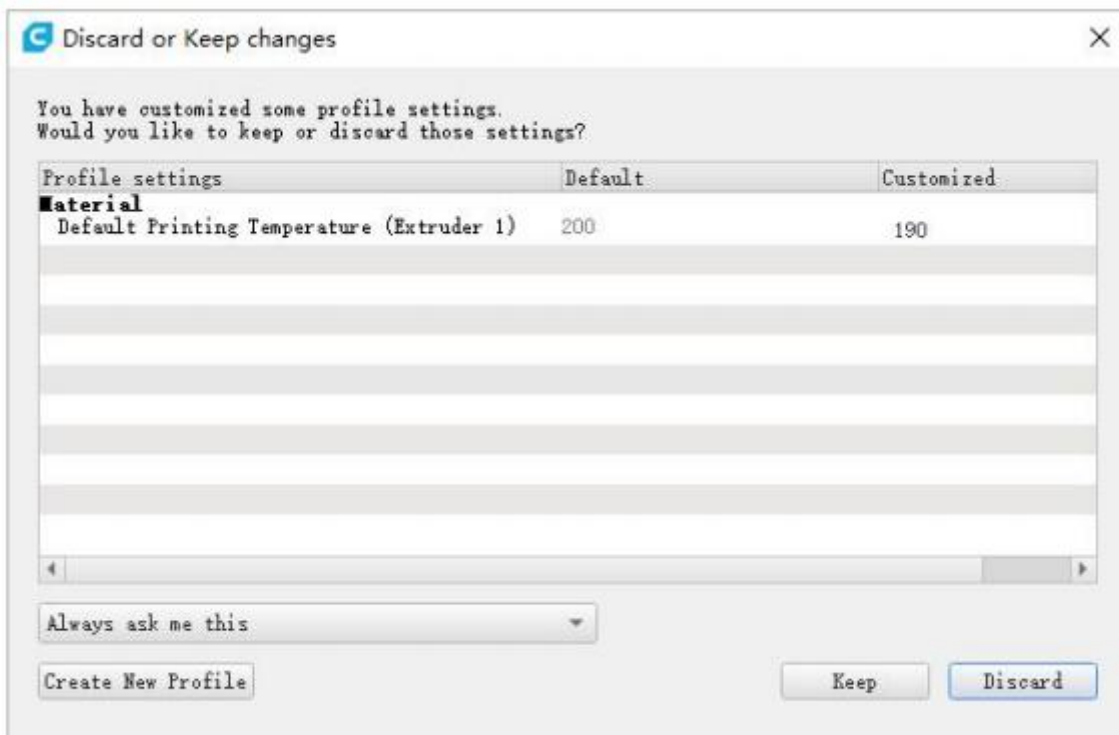 Discard or Keep changes
You have customized some profile settings.
Would you like to keep or discard those settings?
Profile settings Default Customized
Material
Default Printing Temperature (Extruder 1) 200 190
Always ask me this
Create New Profile Keep Discard